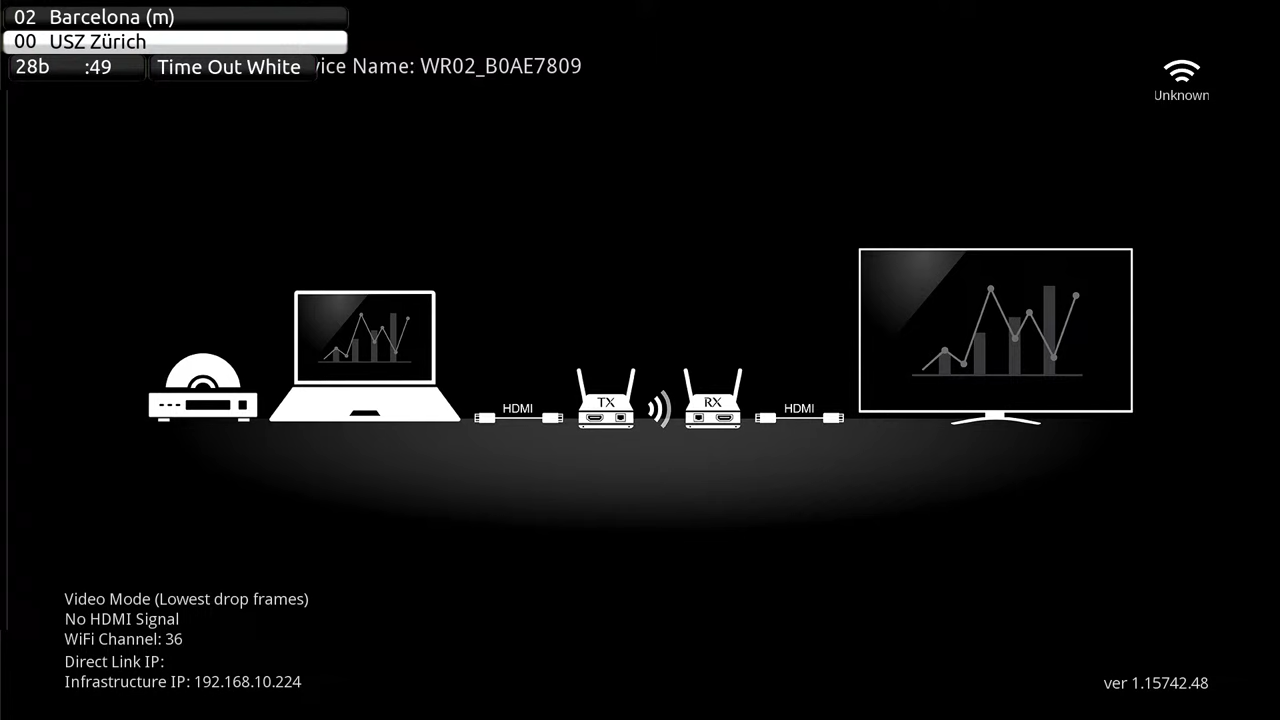 02 Barcelona (m)
00 USZ Zürich
28b :49 Time Out White vice Name: WR02_B0AE7809
Unknown
HDMI
TX
RX
HDMI
Video Mode (Lowest drop frames)
No HDMI Signal
WiFi Channel: 36
Direct Link IP:
Infrastructure IP: 192.168.10.224
ver 1.15742.48